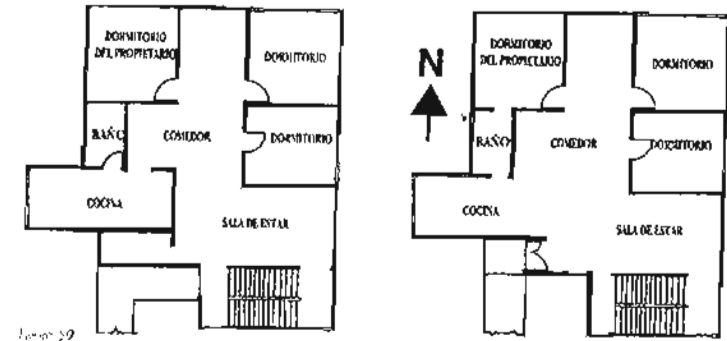 DORMITORIO
DEL PROPIETARIO
DORMITORIO
BAÑO
COMEDOR
DORMITORIO
COCINA
SALA DE ESTAR
N
DORMITORIO
DEL PROPIETARIO
DORMITORIO
BAÑO
COMEDOR
DORMITORIO
COCINA
SALA DE ESTAR